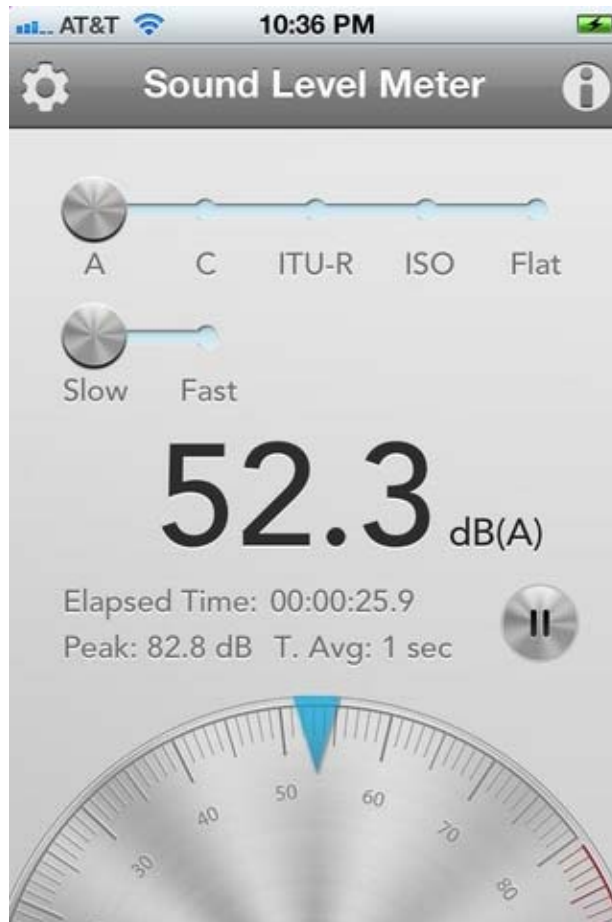 AT&T 10:36 PM
Sound Level Meter
A C ITU-R ISO Flat
Slow Fast
52.3 dB(A)
Elapsed Time: 00:00:25.9
Peak: 82.8 dB T. Avg: 1 sec
30 40 50 60 70 80